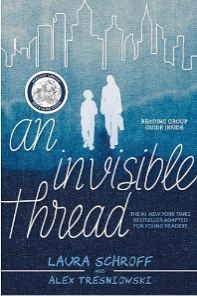 READING GROUP
GUIDE INSIDE
an
invisible
thread
THE #1 NEW YORK TIMES
BESTSELLER ADAPTED
FOR YOUNG READERS
LAURA SCHROFF
AND
ALEX TRESNIOWSKI